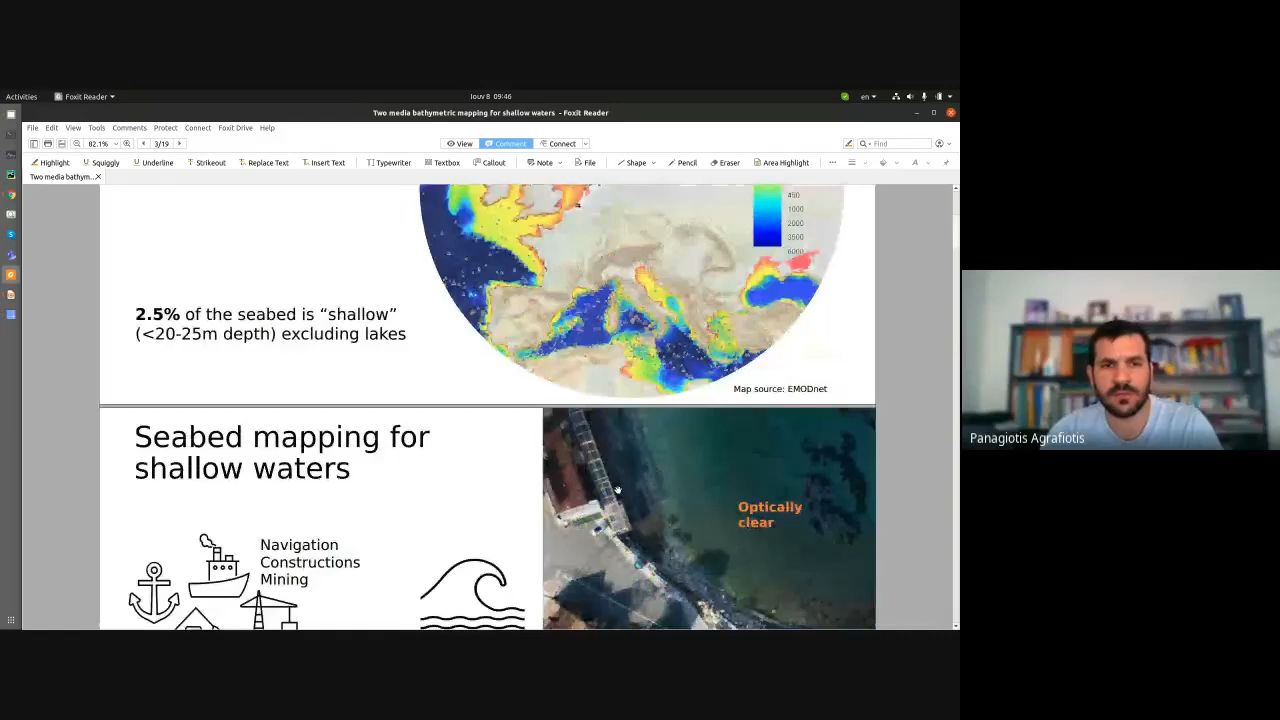 Activities
Foxit Reader
Ιουν 8 09:46
en
Two media bathymetric mapping for shallow waters - Foxit Reader
File Edit View Tools Comments Protect Connect Foxit Drive Help
82.1%
3/19
View
Comment
Connect
Find
Highlight
Squiggly
Underline
Strikeout
Replace Text
Insert Text
Typewriter
Textbox
Callout
Note
File
Shape
Pencil
Eraser
Area Highlight
Two media bathym...
450
1000
2000
3500
6000
2.5% of the seabed is “shallow”
(<20-25m depth) excluding lakes
Map source: EMODnet
Seabed mapping for
shallow waters
Optically
clear
Navigation
Constructions
Mining
Panagiotis Agrafiotis